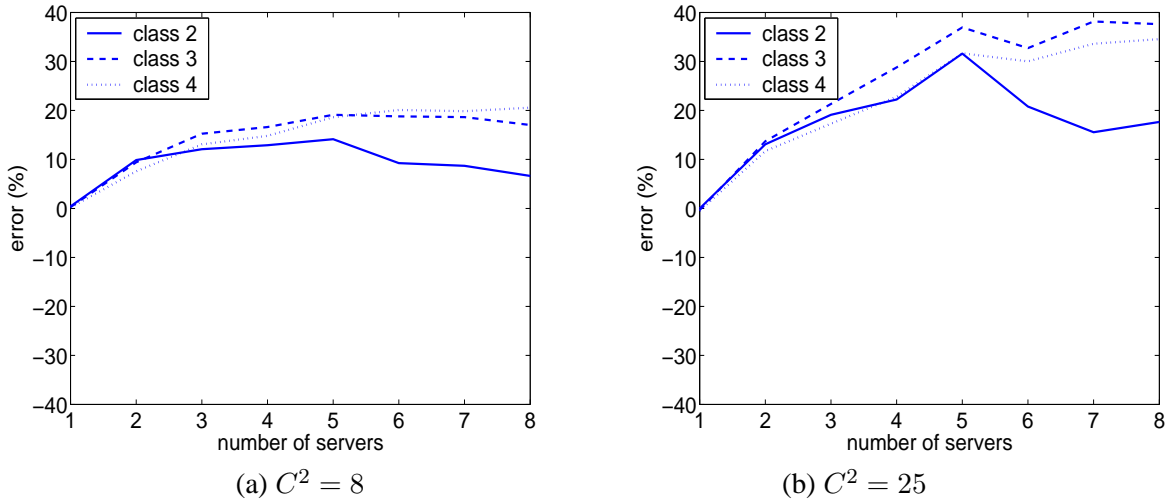 40
30
20
10
0
−10
−20
−30
−40
error (%)
class 2
class 3
class 4
1 2 3 4 5 6 7 8
number of servers
(a) C² = 8
40
30
20
10
0
−10
−20
−30
−40
error (%)
class 2
class 3
class 4
1 2 3 4 5 6 7 8
number of servers
(b) C² = 25